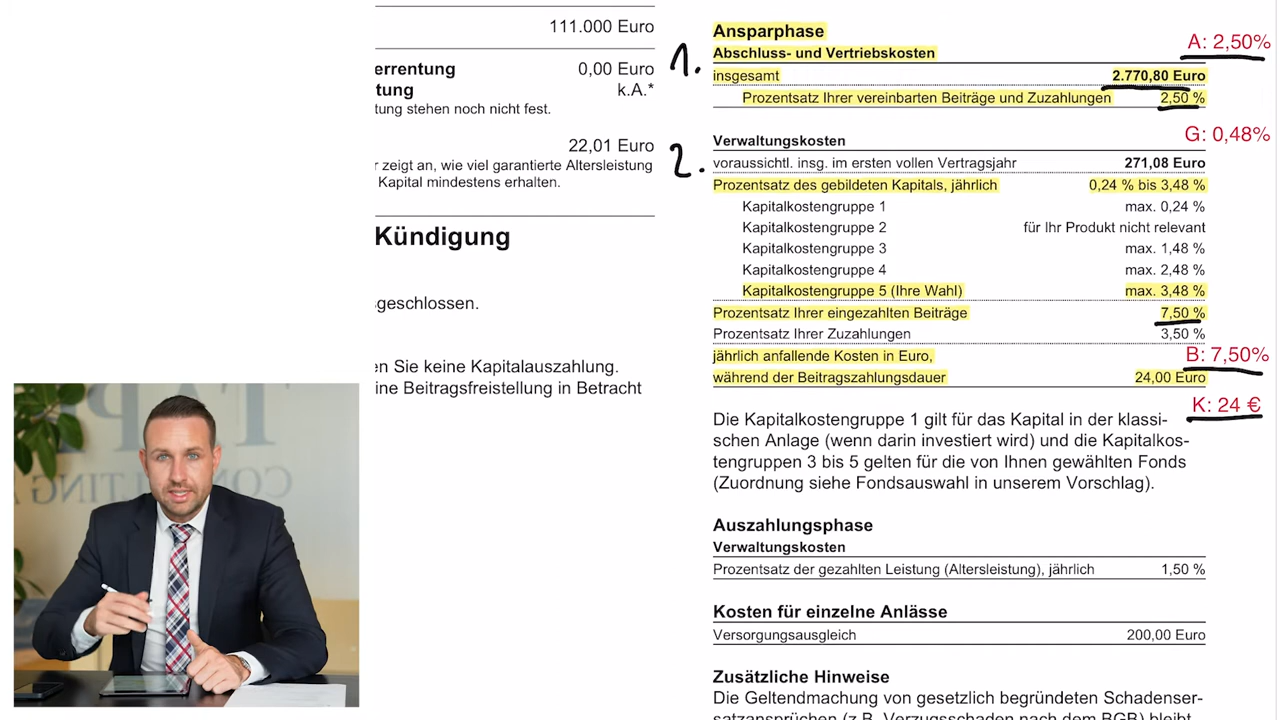 111.000 Euro
errentung 0,00 Euro
tung k.A.*
tung stehen noch nicht fest.
22,01 Euro
r zeigt an, wie viel garantierte Altersleistung
Kapital mindestens erhalten.
Kündigung
geschlossen.
en Sie keine Kapitalauszahlung.
ine Beitragsfreistellung in Betracht
Ansparphase
A: 2,50%
1. Abschluss- und Vertriebskosten
insgesamt 2.770,80 Euro
Prozentsatz Ihrer vereinbarten Beiträge und Zuzahlungen 2,50 %
G: 0,48%
2. Verwaltungskosten
voraussichtl. insg. im ersten vollen Vertragsjahr 271,08 Euro
Prozentsatz des gebildeten Kapitals, jährlich 0,24 % bis 3,48 %
Kapitalkostengruppe 1 max. 0,24 %
Kapitalkostengruppe 2 für Ihr Produkt nicht relevant
Kapitalkostengruppe 3 max. 1,48 %
Kapitalkostengruppe 4 max. 2,48 %
Kapitalkostengruppe 5 (Ihre Wahl) max. 3,48 %
Prozentsatz Ihrer eingezahlten Beiträge 7,50 %
Prozentsatz Ihrer Zuzahlungen 3,50 %
jährlich anfallende Kosten in Euro, B: 7,50%
während der Beitragszahlungsdauer 24,00 Euro
K: 24 €
Die Kapitalkostengruppe 1 gilt für das Kapital in der klassi-
schen Anlage (wenn darin investiert wird) und die Kapitalkos-
tengruppen 3 bis 5 gelten für die von Ihnen gewählten Fonds
(Zuordnung siehe Fondsauswahl in unserem Vorschlag).
Auszahlungsphase
Verwaltungskosten
Prozentsatz der gezahlten Leistung (Altersleistung), jährlich 1,50 %
Kosten für einzelne Anlässe
Versorgungsausgleich 200,00 Euro
Zusätzliche Hinweise
Die Geltendmachung von gesetzlich begründeten Schadenser-
satzansprüchen (z.B. Verzugsschaden nach dem BGB) bleibt